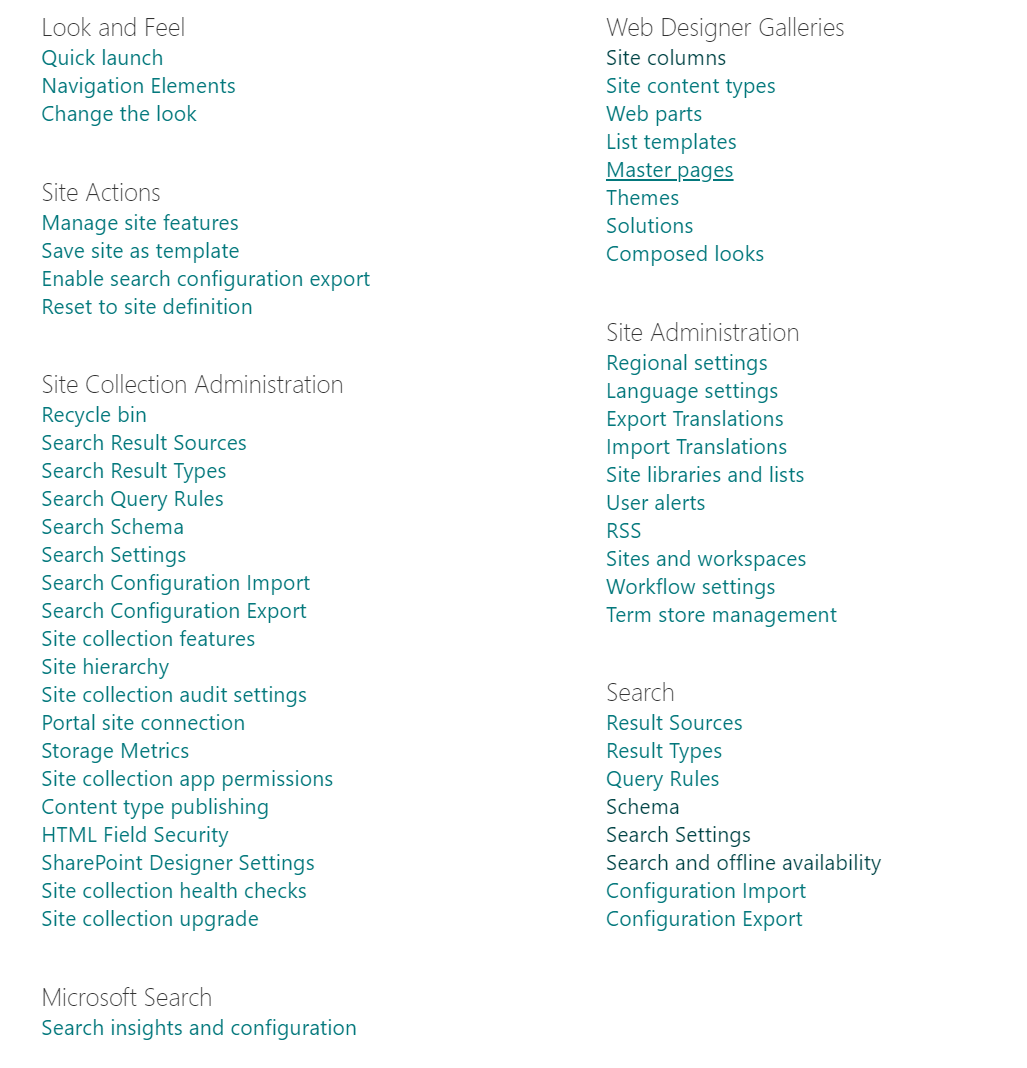 Look and Feel
Quick launch
Navigation Elements
Change the look
Site Actions
Manage site features
Save site as template
Enable search configuration export
Reset to site definition
Site Collection Administration
Recycle bin
Search Result Sources
Search Result Types
Search Query Rules
Search Schema
Search Settings
Search Configuration Import
Search Configuration Export
Site collection features
Site hierarchy
Site collection audit settings
Portal site connection
Storage Metrics
Site collection app permissions
Content type publishing
HTML Field Security
SharePoint Designer Settings
Site collection health checks
Site collection upgrade
Microsoft Search
Search insights and configuration
Web Designer Galleries
Site columns
Site content types
Web parts
List templates
Master pages
Themes
Solutions
Composed looks
Site Administration
Regional settings
Language settings
Export Translations
Import Translations
Site libraries and lists
User alerts
RSS
Sites and workspaces
Workflow settings
Term store management
Search
Result Sources
Result Types
Query Rules
Schema
Search Settings
Search and offline availability
Configuration Import
Configuration Export